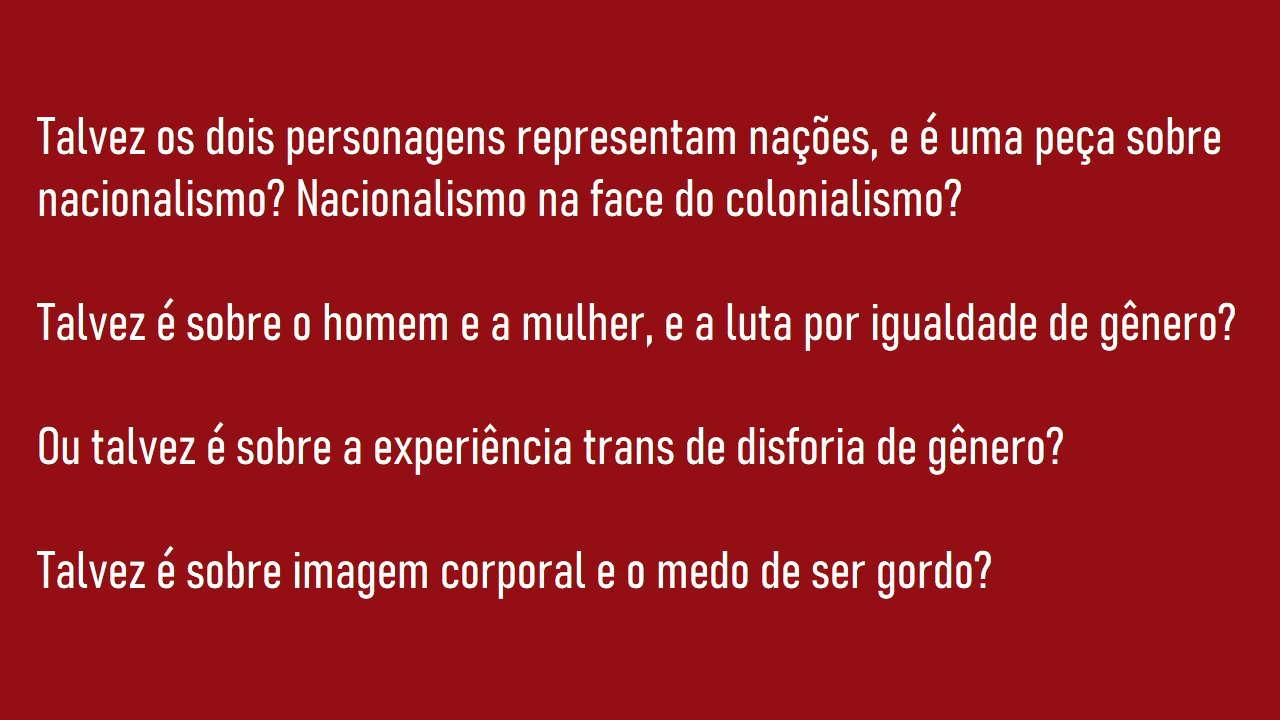 Talvez os dois personagens representam nações, e é uma peça sobre
nacionalismo? Nacionalismo na face do colonialismo?
Talvez é sobre o homem e a mulher, e a luta por igualdade de gênero?
Ou talvez é sobre a experiência trans de disforia de gênero?
Talvez é sobre imagem corporal e o medo de ser gordo?